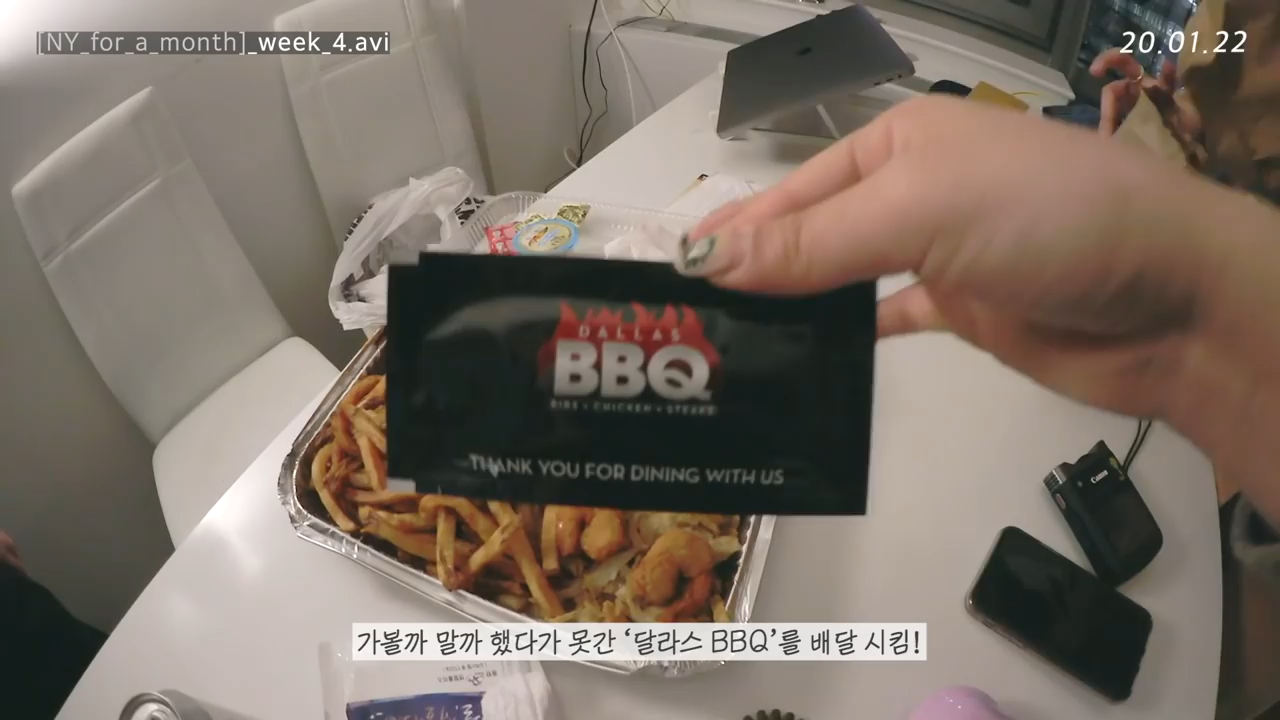 [NY_for_a_month]_week_4.avi
20.01.22
DALLAS
BBQ
RIBS • CHICKEN • STEAKS
THANK YOU FOR DINING WITH US
Canon
가볼까 말까 했다가 못간 ‘달라스 BBQ’를 배달 시킴!